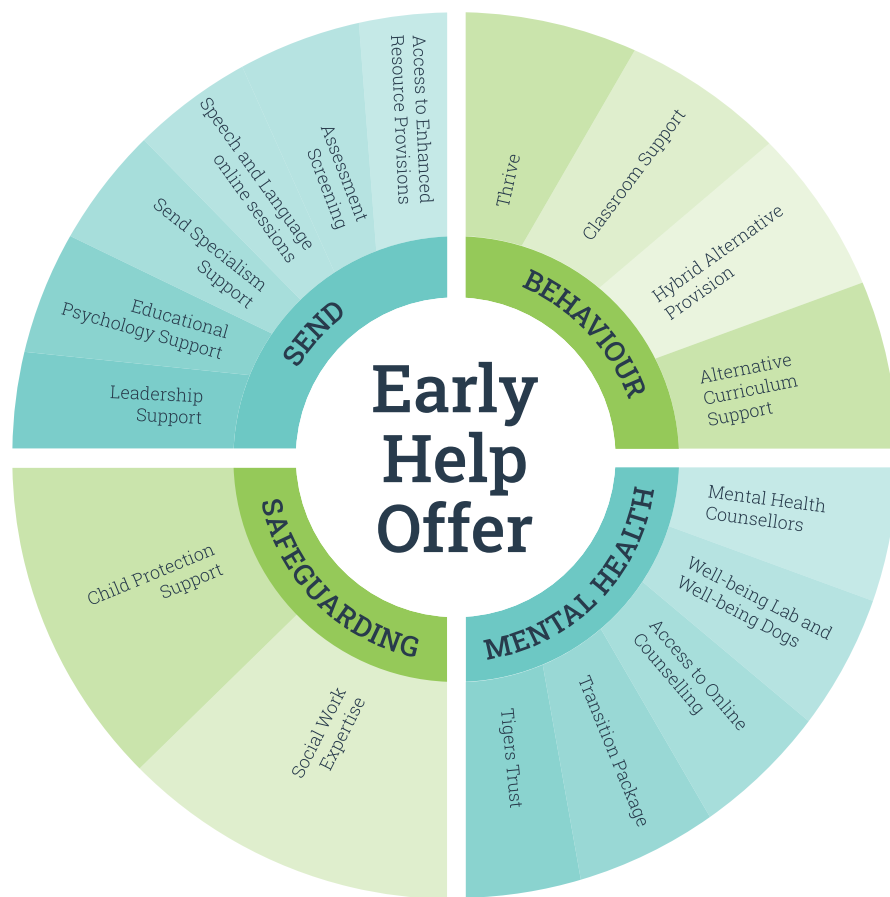 Early
Help
Offer
SEND
Leadership
Support
Educational
Psychology Support
Send Specialism
Support
Speech and Language
online sessions
Assessment
Screening
Access to Enhanced
Resource Provisions
BEHAVIOUR
Thrive
Classroom Support
Hybrid Alternative
Provision
Alternative
Curriculum
Support
MENTAL HEALTH
Mental Health
Counsellors
Well-being Lab and
Well-being Dogs
Access to Online
Counselling
Transition Package
Tigers Trust
SAFEGUARDING
Social Work
Expertise
Child Protection
Support